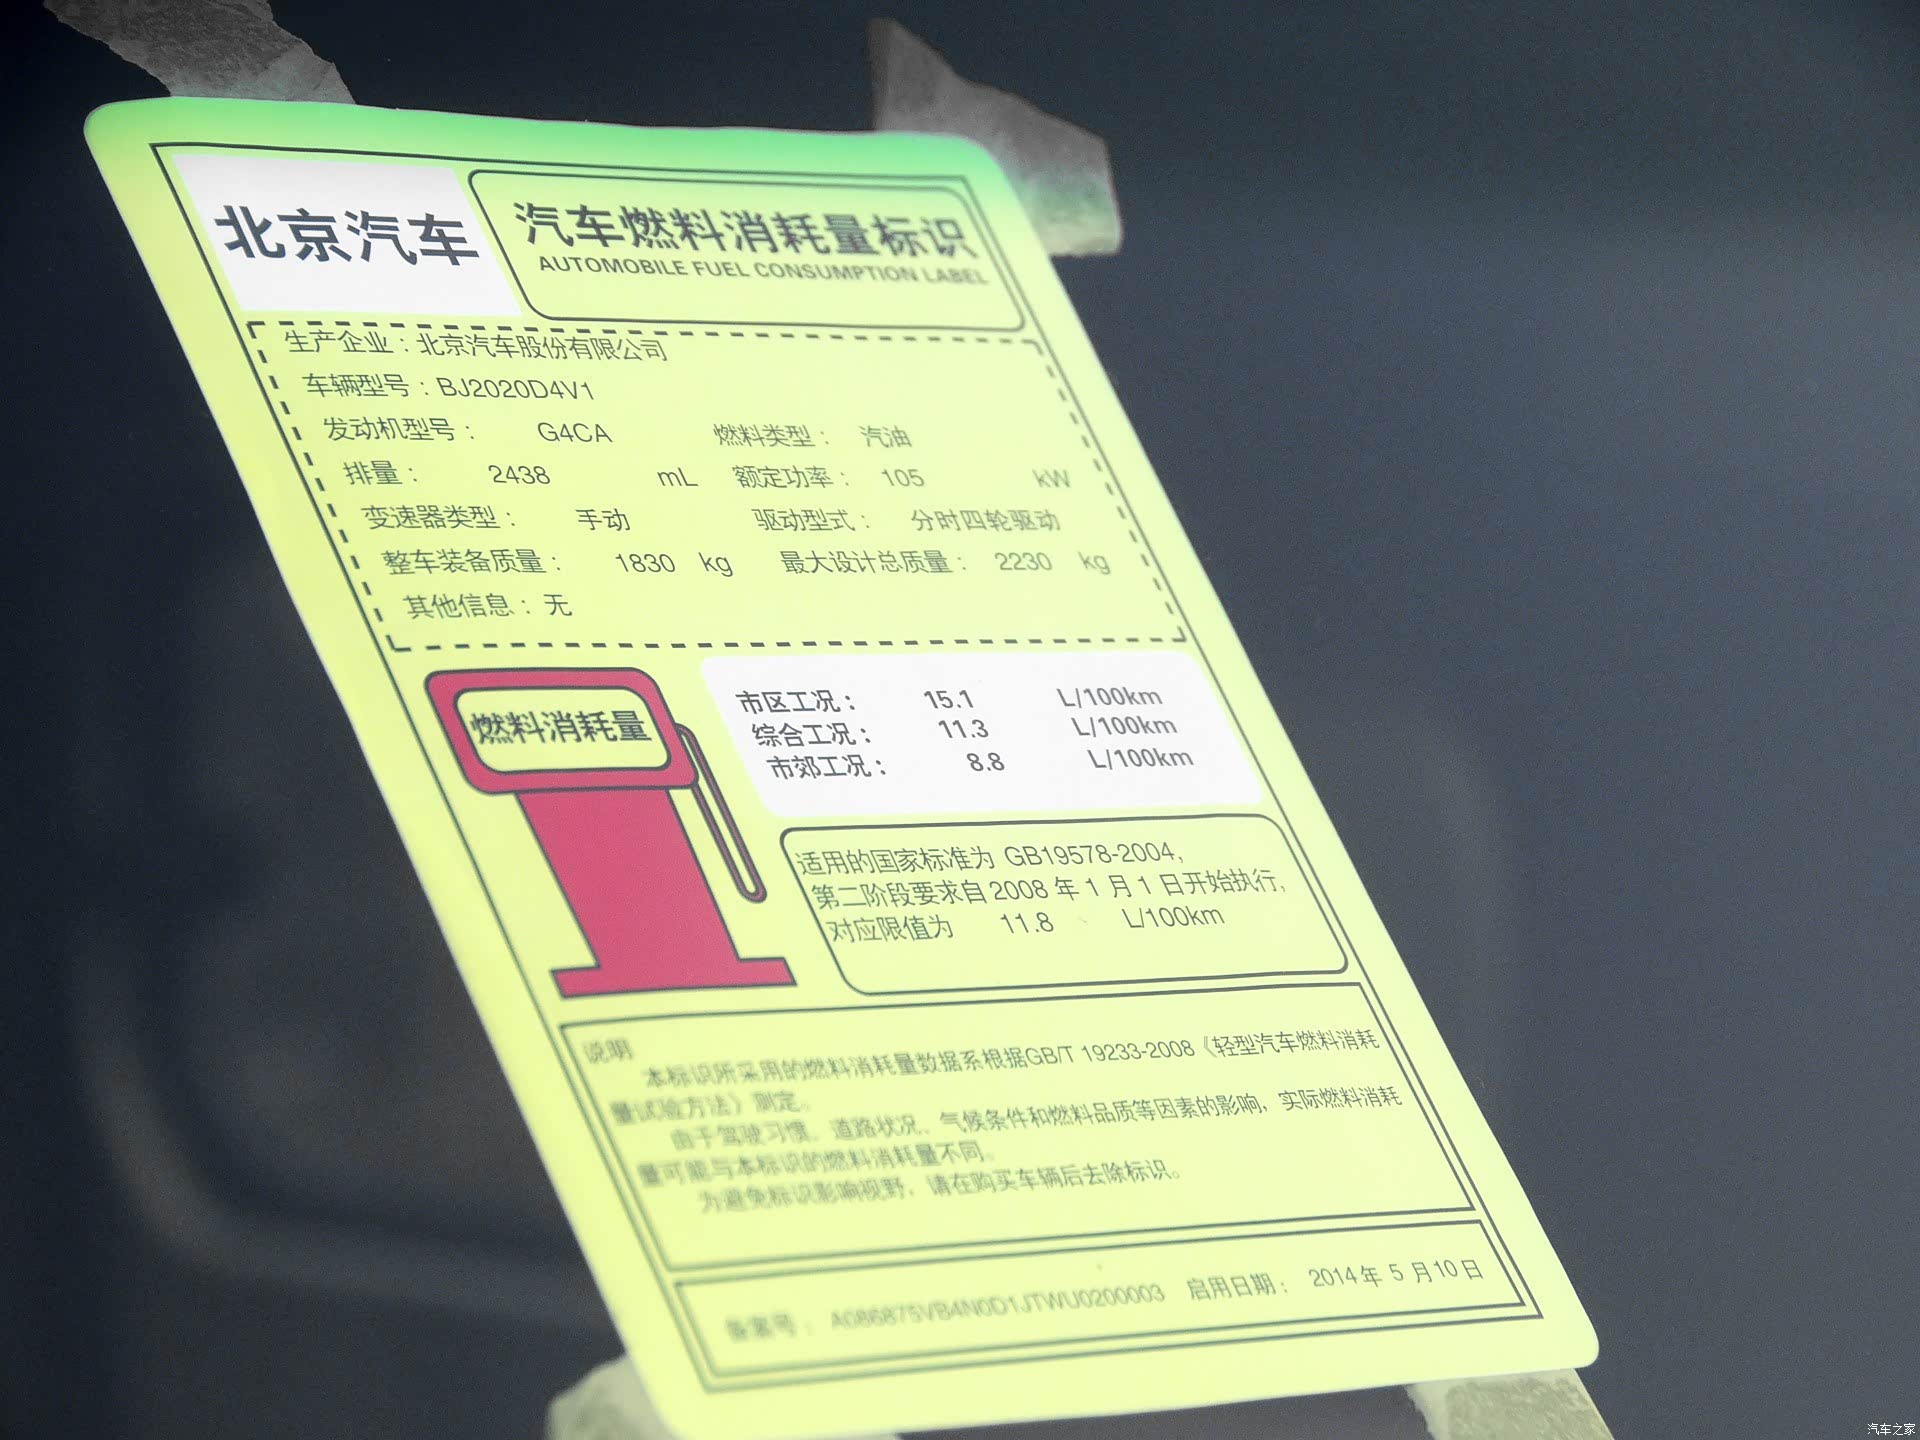 北京汽车
汽车燃料消耗量标识
AUTOMOBILE FUEL CONSUMPTION LABEL
生产企业：北京汽车股份有限公司
车辆型号：BJ2020D4V1
发动机型号： G4CA 燃料类型： 汽油
排量： 2438 mL 额定功率： 105 kW
变速器类型： 手动 驱动型式： 分时四轮驱动
整车装备质量： 1830 kg 最大设计总质量： 2230 kg
其他信息：无
燃料消耗量
市区工况： 15.1 L/100km
综合工况： 11.3 L/100km
市郊工况： 8.8 L/100km
适用的国家标准为 GB19578-2004,
第二阶段要求自2008年1月1日开始执行,
对应限值为 11.8 L/100km
说明
本标识所采用的燃料消耗量数据系根据GB/T 19233-2008《轻型汽车燃料消耗
量试验方法》测定。
由于驾驶习惯、道路状况、气候条件和燃料品质等因素的影响，实际燃料消耗
量可能与本标识的燃料消耗量不同。
为避免标识影响视野，请在购买车辆后去除标识。
备案号： A086875VB4N0D1JTWU0200003 启用日期： 2014年5月10日
汽车之家